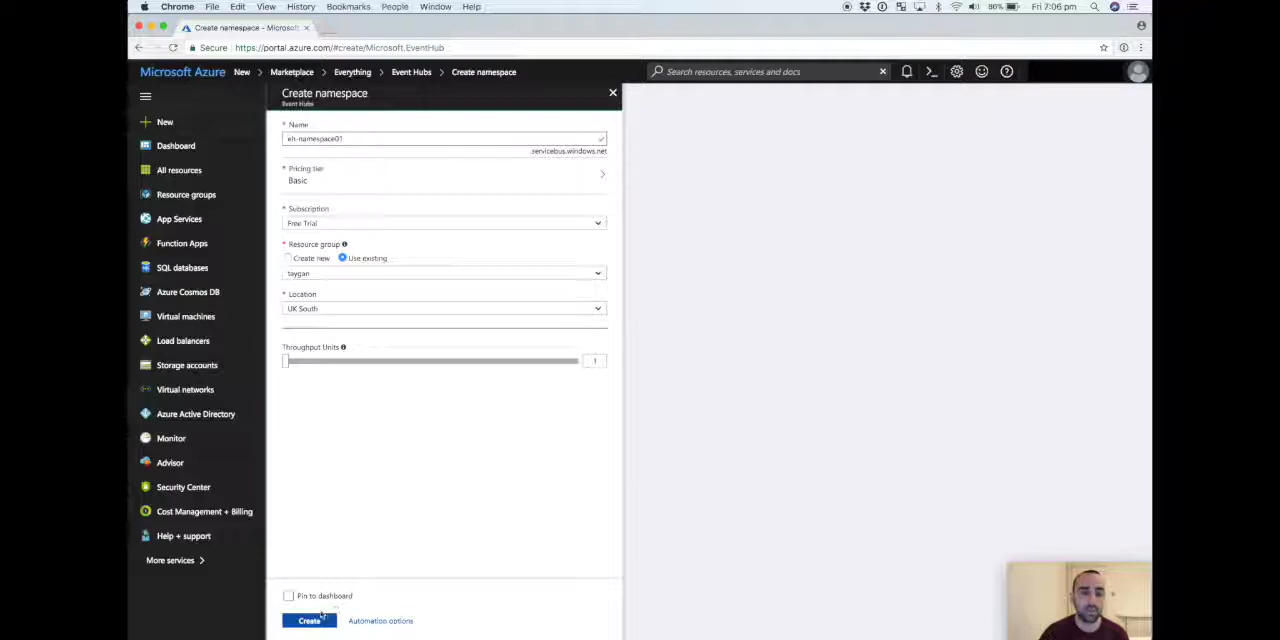 Chrome File Edit View History Bookmarks People Window Help 86% Fri 7:06 pm
Create namespace - Microsoft
Secure https://portal.azure.com/#create/Microsoft.EventHub
Microsoft Azure New > Marketplace > Everything > Event Hubs > Create namespace
Search resources, services and docs
Create namespace
Event Hubs
New
Dashboard
All resources
Resource groups
App Services
Function Apps
SQL databases
Azure Cosmos DB
Virtual machines
Load balancers
Storage accounts
Virtual networks
Azure Active Directory
Monitor
Advisor
Security Center
Cost Management + Billing
Help + support
More services >
* Name
eh-namespace01
.servicebus.windows.net
* Pricing tier
Basic
* Subscription
Free Trial
* Resource group
Create new Use existing
taygan
* Location
UK South
Throughput Units
1
Pin to dashboard
Create Automation options